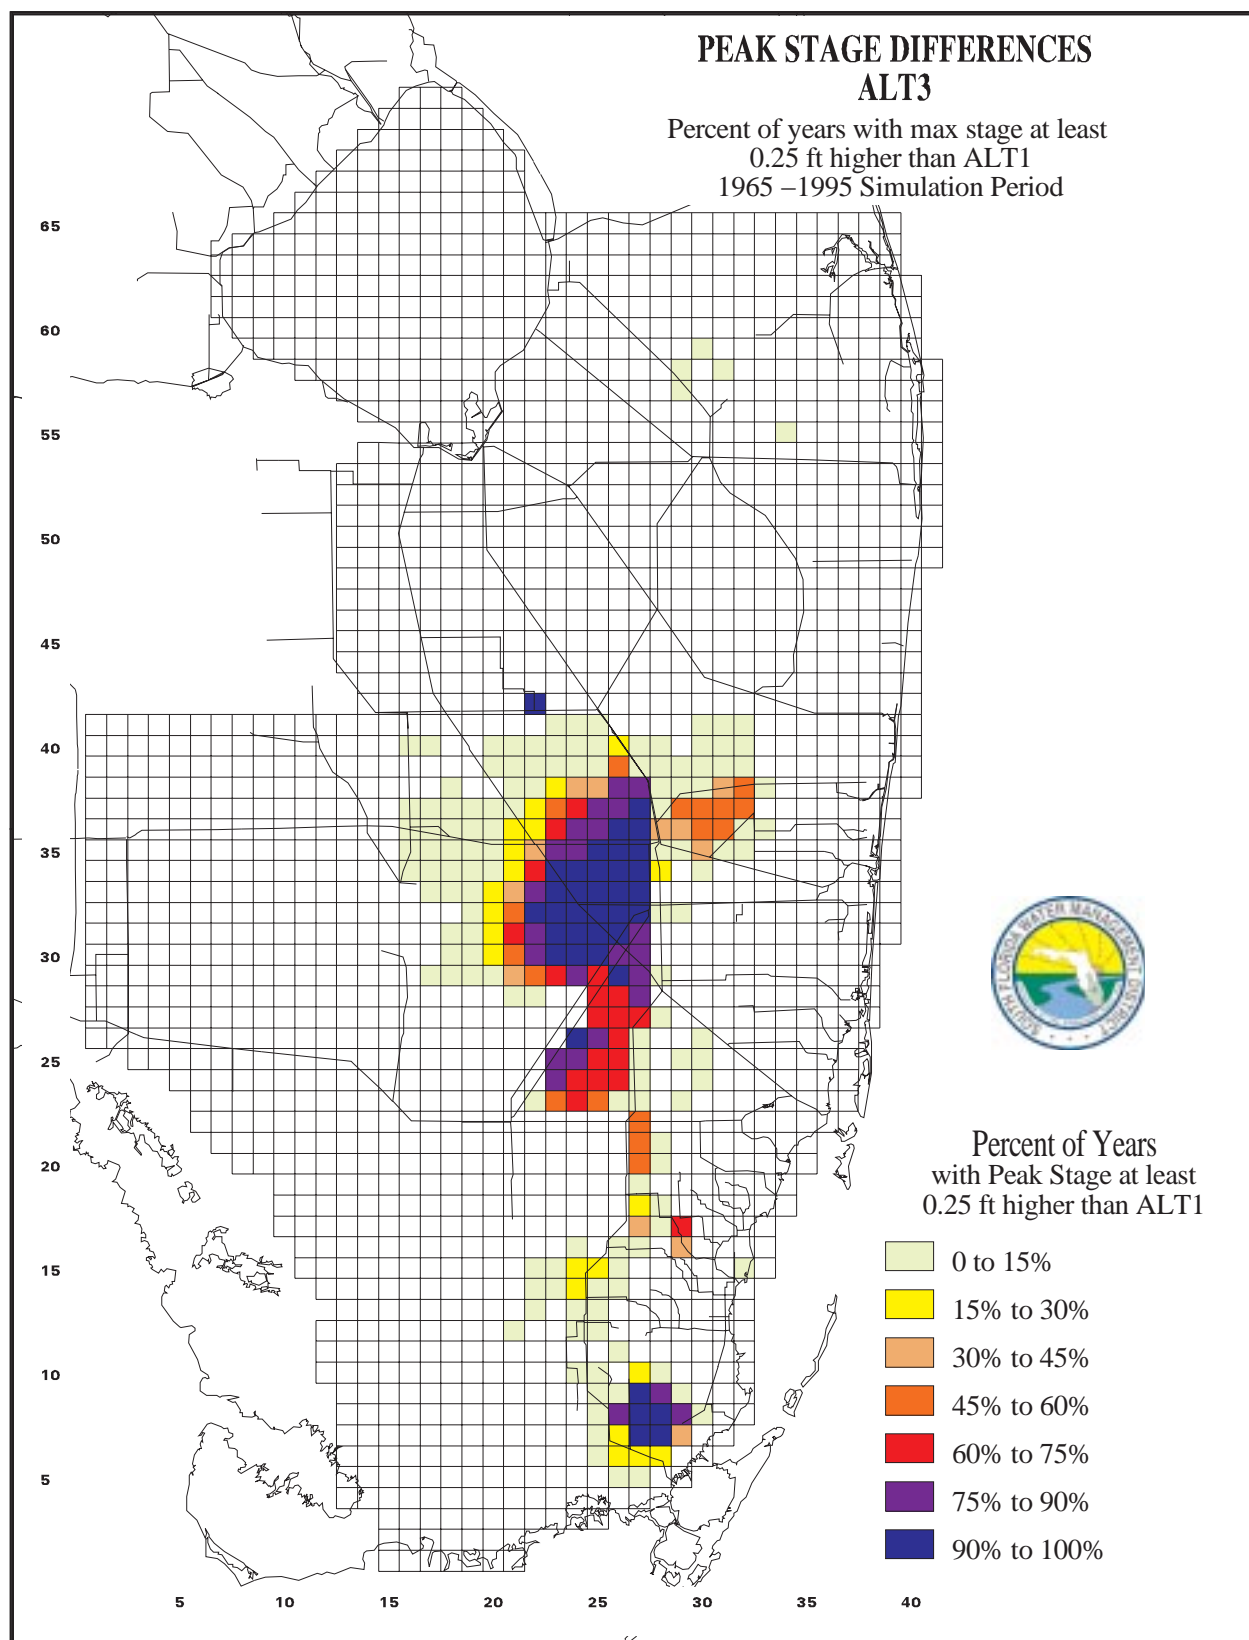 PEAK STAGE DIFFERENCES
ALT3
Percent of years with max stage at least
0.25 ft higher than ALT1
1965 –1995 Simulation Period
65
60
55
50
45
40
35
30
25
20
15
10
5
5 10 15 20 25 30 35 40
SOUTH FLORIDA WATER MANAGEMENT DISTRICT
Percent of Years
with Peak Stage at least
0.25 ft higher than ALT1
0 to 15%
15% to 30%
30% to 45%
45% to 60%
60% to 75%
75% to 90%
90% to 100%
“